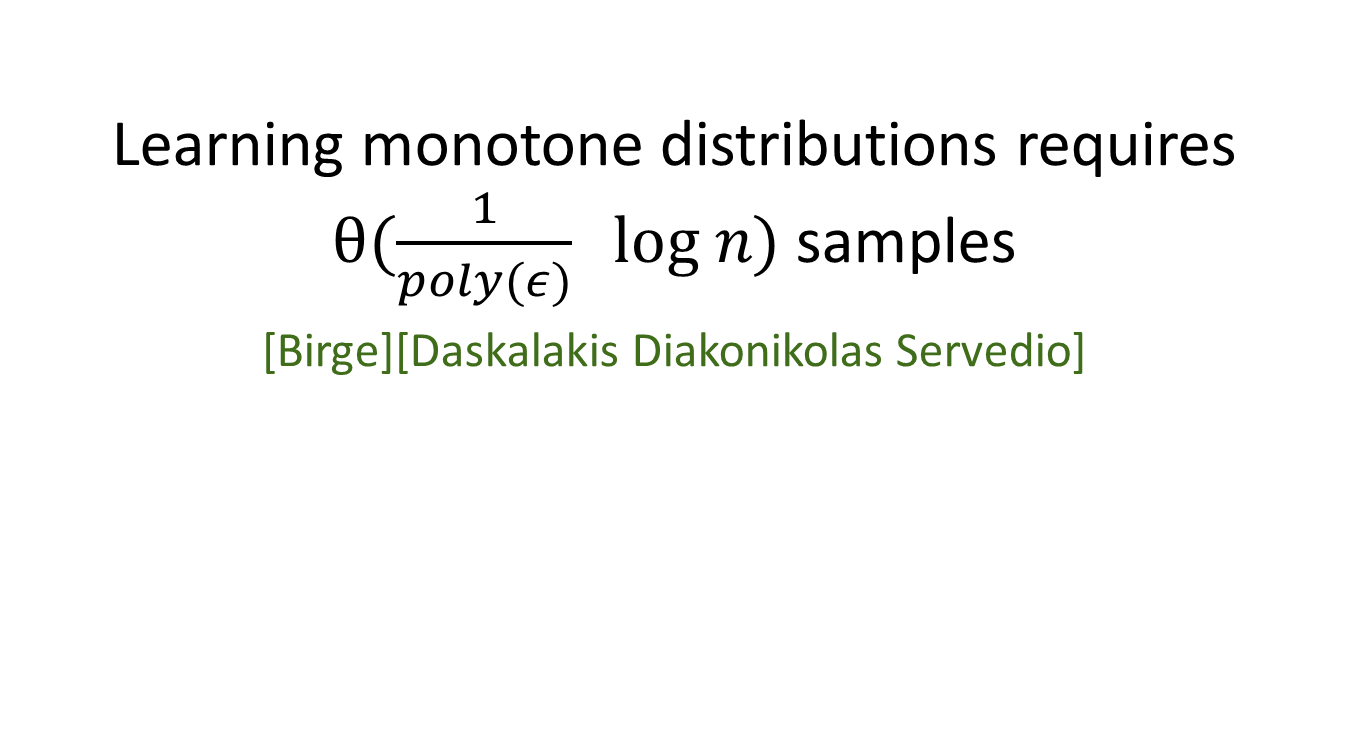 Learning monotone distributions requires
θ(1/poly(ϵ) log n) samples
[Birge][Daskalakis Diakonikolas Servedio]